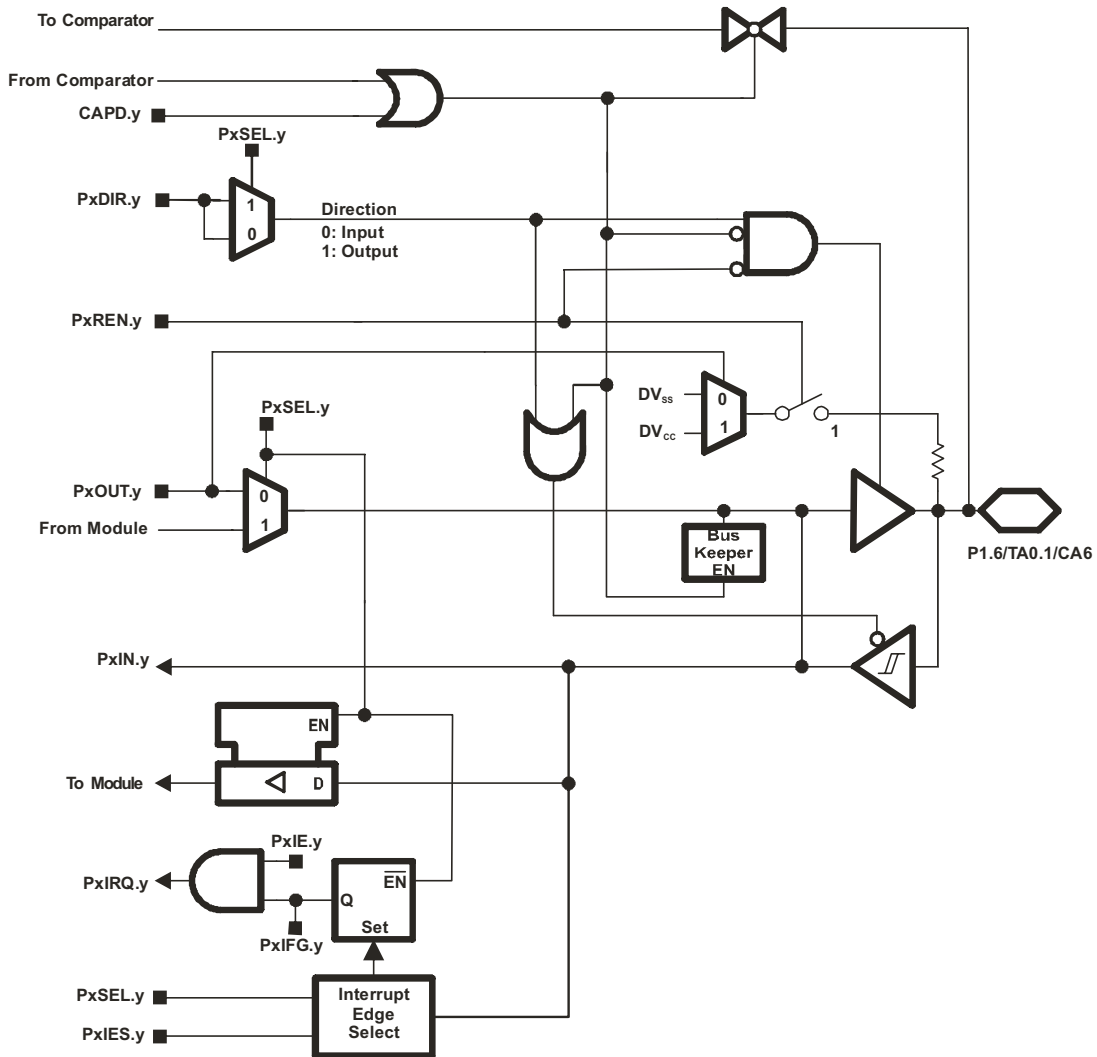 To Comparator
From Comparator
CAPD.y
PxSEL.y
PxDIR.y
1
0
Direction
0: Input
1: Output
PxREN.y
PxSEL.y
DVSS
0
DVCC
1
1
PxOUT.y
0
From Module
1
Bus
Keeper
EN
P1.6/TA0.1/CA6
PxIN.y
EN
To Module
D
PxIE.y
PxIRQ.y
EN
Q
Set
PxIFG.y
PxSEL.y
PxIES.y
Interrupt
Edge
Select